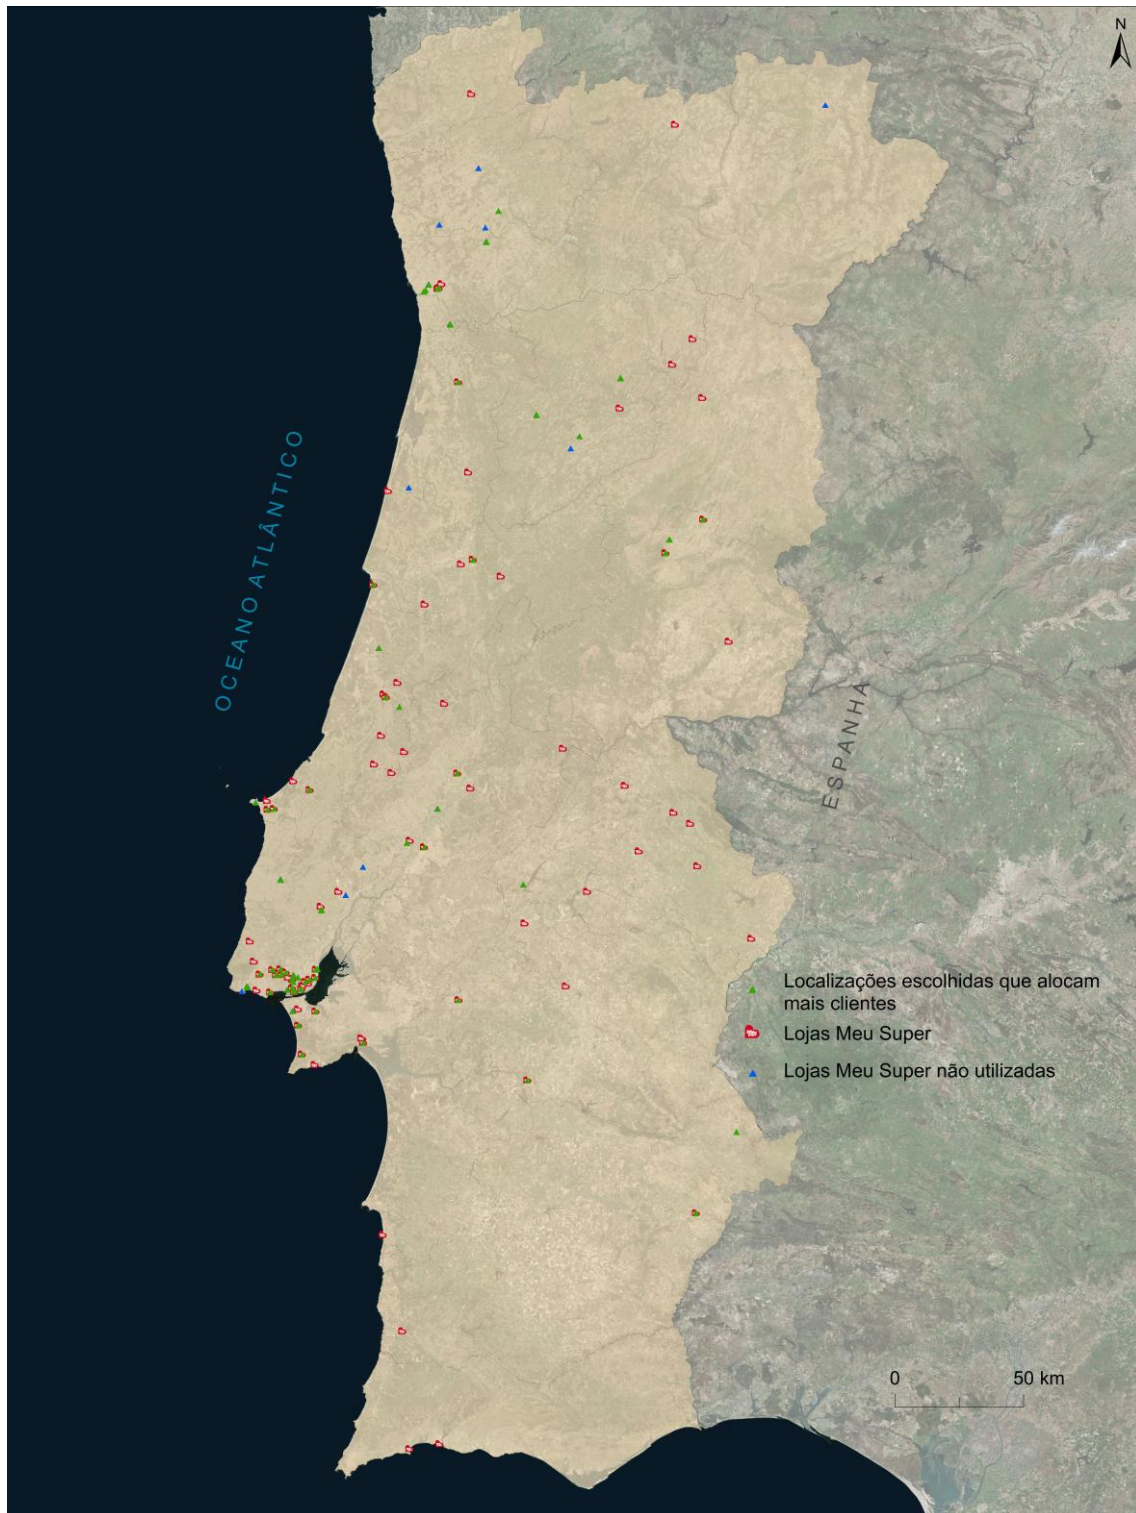 N
OCEANO ATLÂNTICO
ESPANHA
Localizações escolhidas que alocam
mais clientes
Lojas Meu Super
Lojas Meu Super não utilizadas
0 50 km